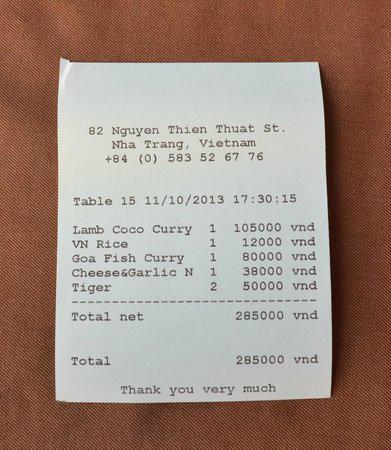 82 Nguyen Thien Thuat St.
Nha Trang, Vietnam
+84 (0) 583 52 67 76
Table 15 11/10/2013 17:30:15
Lamb Coco Curry 1 105000 vnd
VN Rice 1 12000 vnd
Goa Fish Curry 1 80000 vnd
Cheese&Garlic N 1 38000 vnd
Tiger 2 50000 vnd
Total net 285000 vnd
Total 285000 vnd
Thank you very much